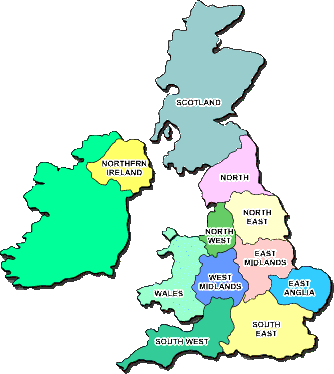 SCOTLAND
NORTHERN
IRELAND
NORTH
NORTH
EAST
NORTH
WEST
EAST
MIDLANDS
WEST
MIDLANDS
EAST
ANGLIA
WALES
SOUTH
EAST
SOUTH WEST